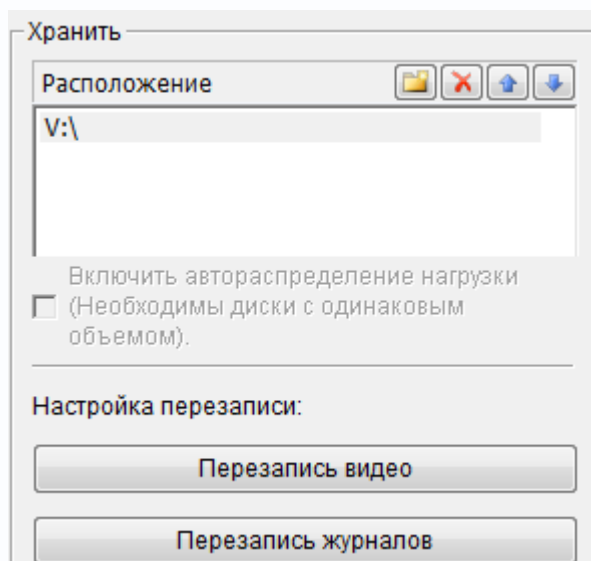 Хранить
Расположение
V:\
Включить автораспределение нагрузки
(Необходимы диски с одинаковым
объемом).
Настройка перезаписи:
Перезапись видео
Перезапись журналов